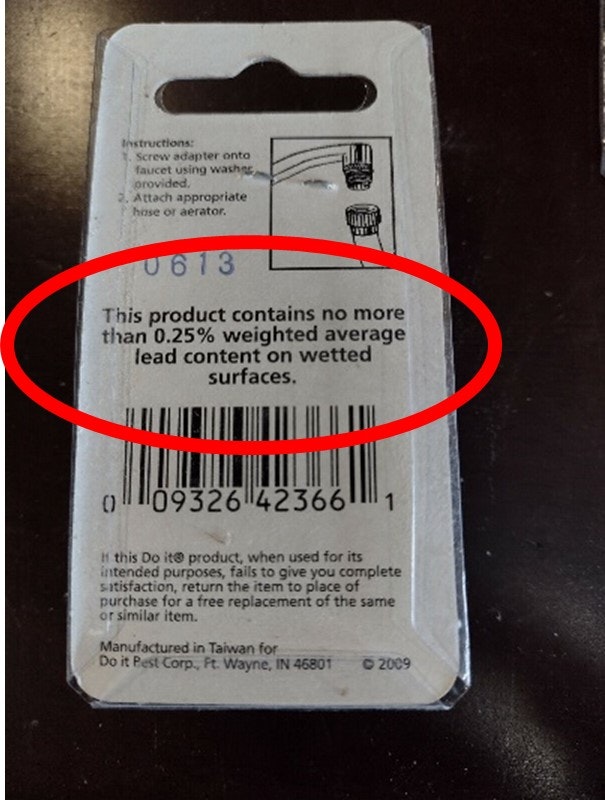 Instructions:
1. Screw adapter onto
faucet using washer
provided.
2. Attach appropriate
hose or aerator.
0613
This product contains no more
than 0.25% weighted average
lead content on wetted
surfaces.
0 09326 42366 1
If this Do it® product, when used for its
intended purposes, fails to give you complete
satisfaction, return the item to place of
purchase for a free replacement of the same
or similar item.
Manufactured in Taiwan for
Do it Best Corp., Ft. Wayne, IN 46801 © 2009